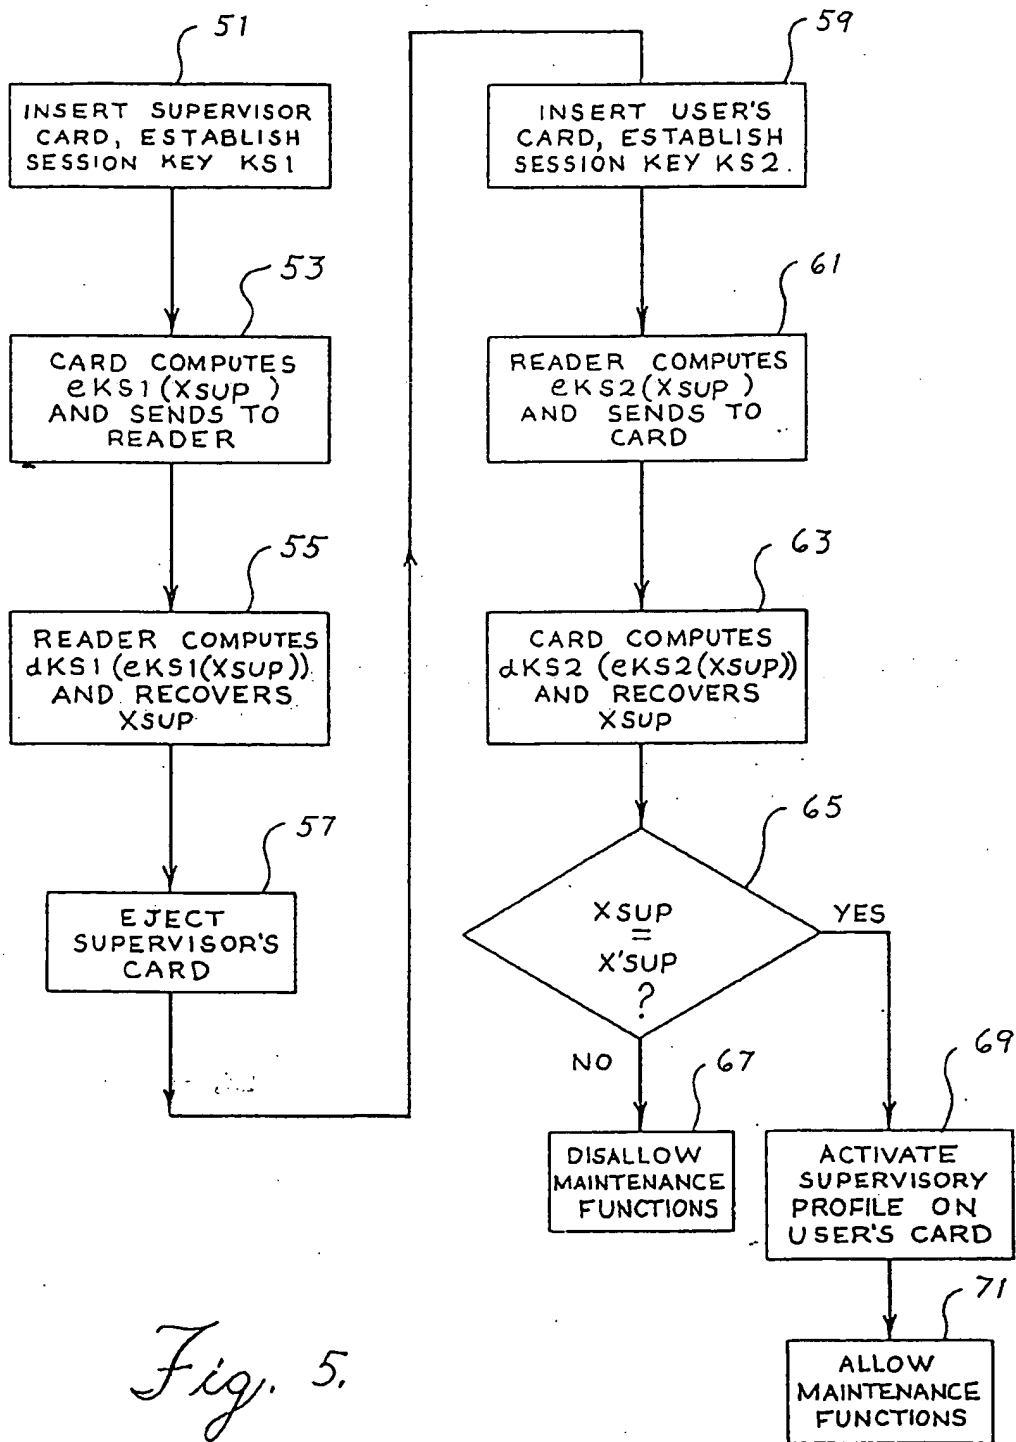 51
INSERT SUPERVISOR
CARD, ESTABLISH
SESSION KEY KS1
53
CARD COMPUTES
eKS1(XSUP )
AND SENDS TO
READER
55
READER COMPUTES
dKS1(eKS1(XSUP))
AND RECOVERS
XSUP
57
EJECT
SUPERVISOR'S
CARD
59
INSERT USER'S
CARD, ESTABLISH
SESSION KEY KS2.
61
READER COMPUTES
eKS2(XSUP )
AND SENDS TO
CARD
63
CARD COMPUTES
dKS2 (eKS2(XSUP))
AND RECOVERS
XSUP
65
XSUP
=
X'SUP
?
YES
NO
67
DISALLOW
MAINTENANCE
FUNCTIONS
69
ACTIVATE
SUPERVISORY
PROFILE ON
USER'S CARD
71
ALLOW
MAINTENANCE
FUNCTIONS
Fig. 5.